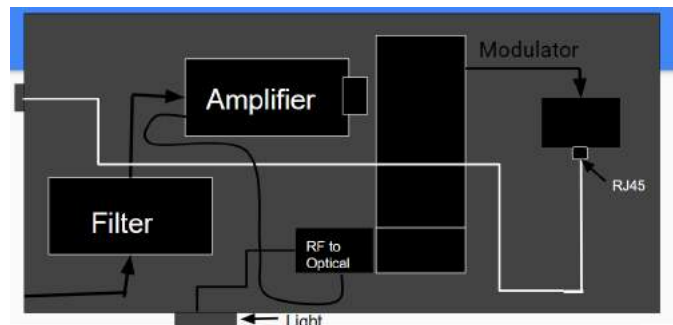 Modulator
Amplifier
RJ45
Filter
RF to
Optical
Light